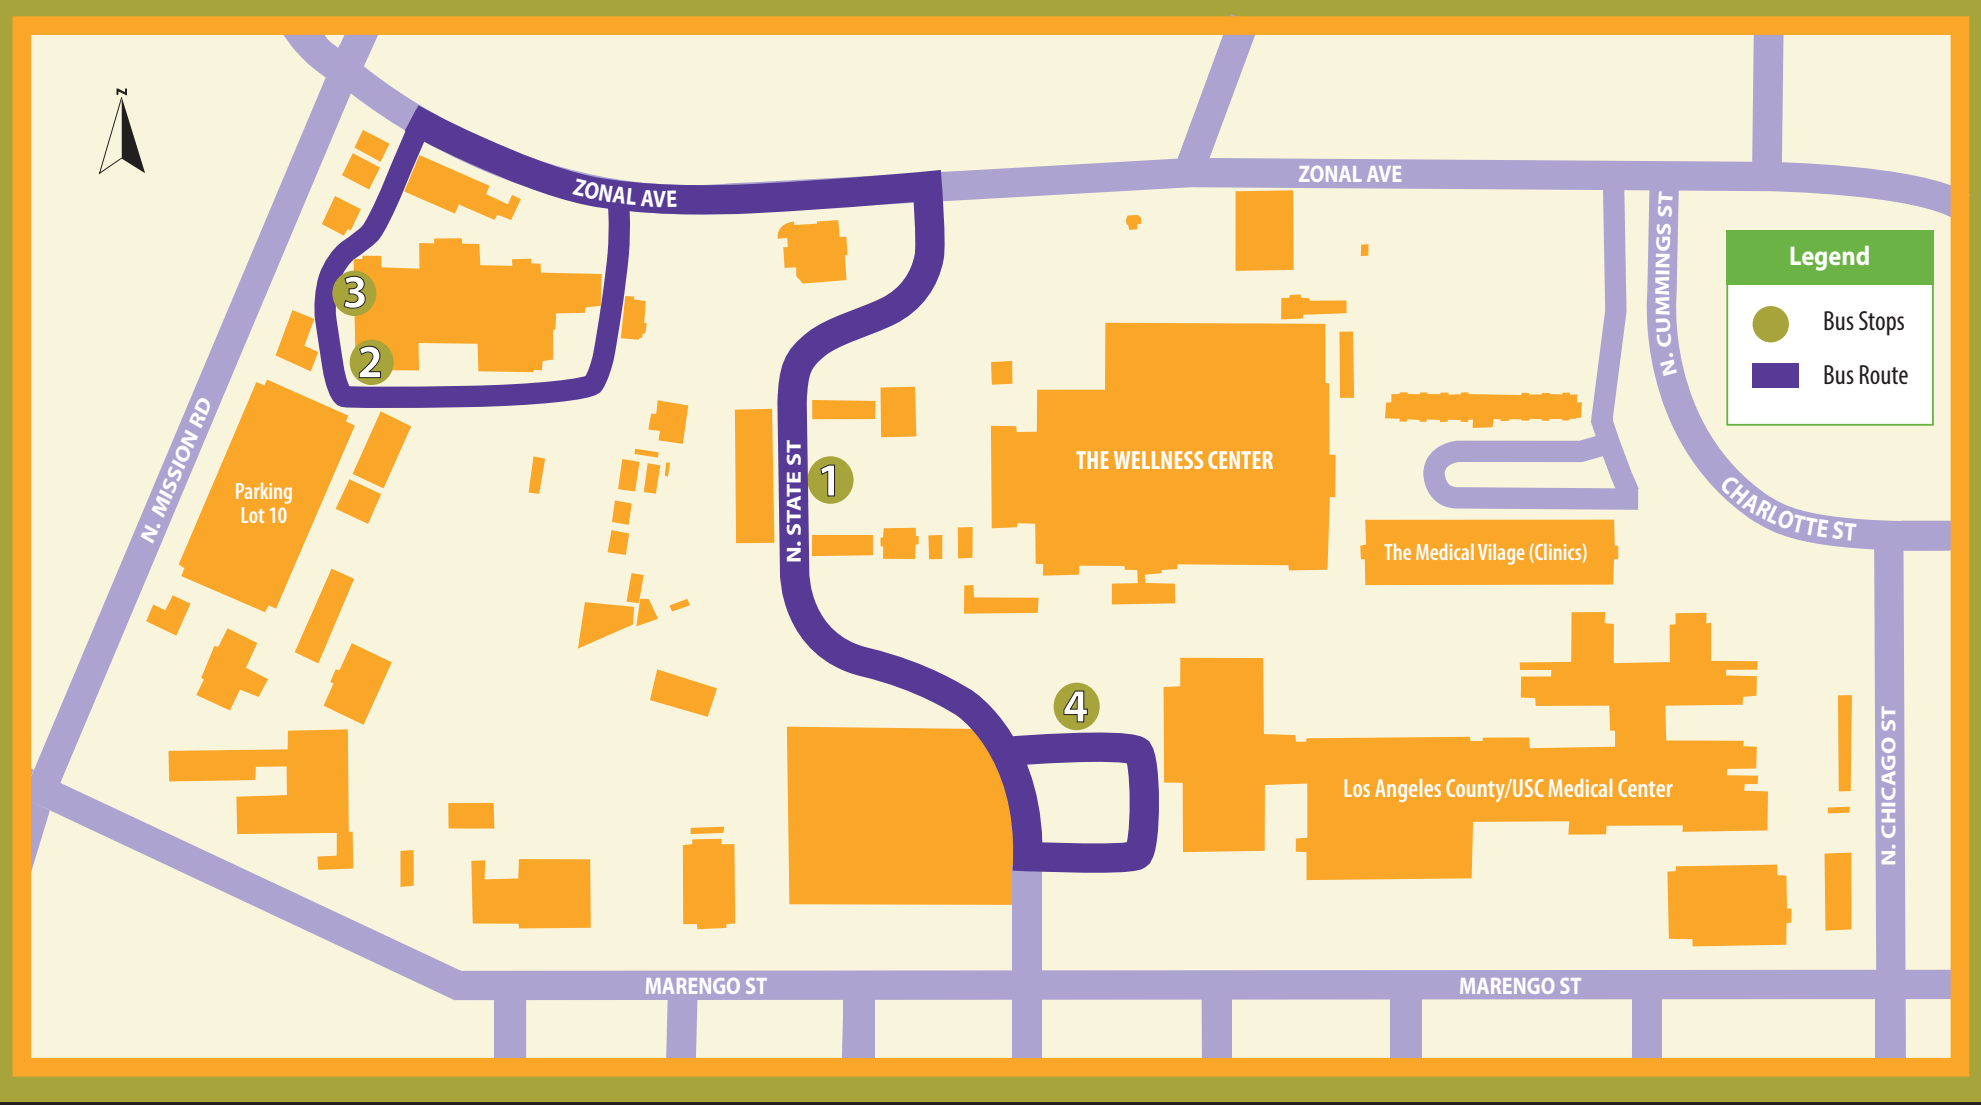 Z
ZONAL AVE
ZONAL AVE
N. CUMMINGS ST
Legend
Bus Stops
Bus Route
3
2
N. MISSION RD
Parking
Lot 10
N. STATE ST
1
THE WELLNESS CENTER
CHARLOTTE ST
The Medical Vilage (Clinics)
4
Los Angeles County/USC Medical Center
N. CHICAGO ST
MARENGO ST
MARENGO ST